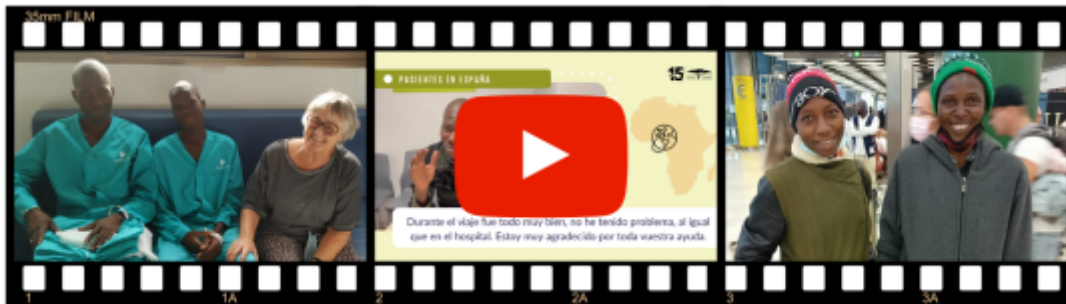 35mm FILM
PACIENTES EN ESPAÑA
15
BOX
Durante el viaje fue todo muy bien, no he tenido problema, al igual
que en el hospital. Estoy muy agradecido por toda vuestra ayuda.
1
1A
2
2A
3
3A